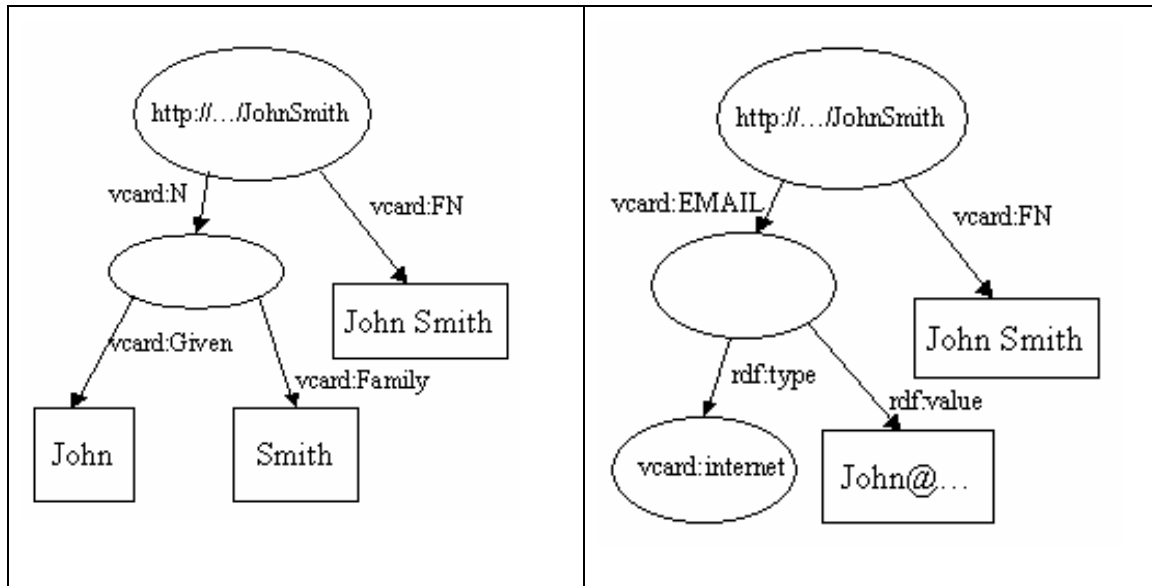 http://…/JohnSmith
vcard:N
vcard:FN
John Smith
vcard:Given
vcard:Family
John
Smith
http://…/JohnSmith
vcard:EMAIL
vcard:FN
John Smith
rdf:type
rdf:value
vcard:internet
John@…